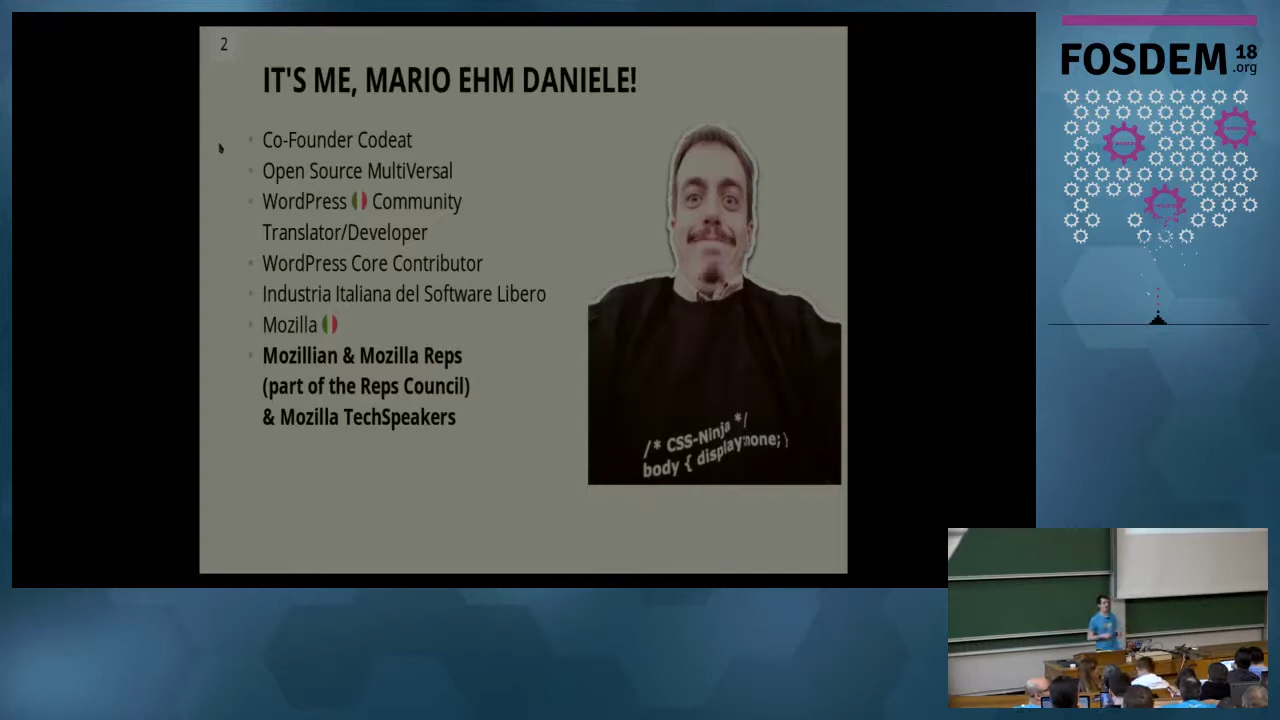 2
IT'S ME, MARIO EHM DANIELE!
Co-Founder Codeat
Open Source MultiVersal
WordPress Community
Translator/Developer
WordPress Core Contributor
Industria Italiana del Software Libero
Mozilla
Mozillian & Mozilla Reps
(part of the Reps Council)
& Mozilla TechSpeakers
/* CSS-Ninja */
body { display:none; }
FOSDEM 18
.org